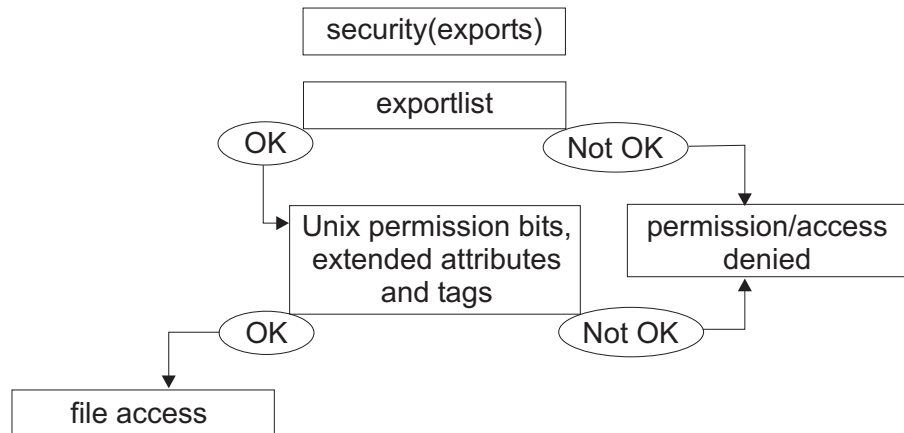 security(exports)
exportlist
OK
Not OK
Unix permission bits,
extended attributes
and tags
permission/access
denied
OK
Not OK
file access